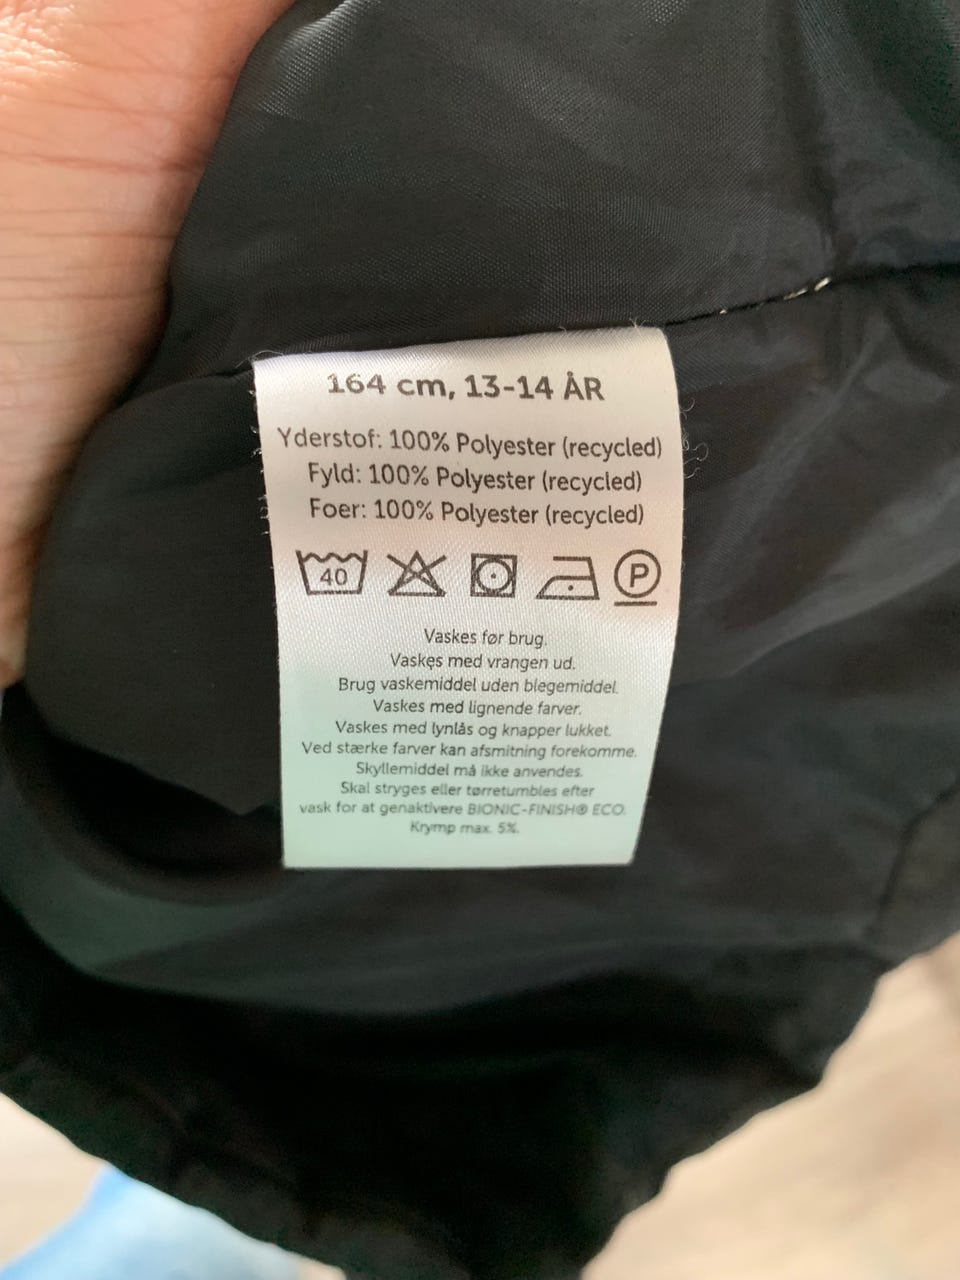 164 cm, 13-14 ÅR
Yderstof: 100% Polyester (recycled)
Fyld: 100% Polyester (recycled)
Foer: 100% Polyester (recycled)
40 P
Vaskes før brug.
Vaskes med vrangen ud.
Brug vaskemiddel uden blegemiddel.
Vaskes med lignende farver.
Vaskes med lynlås og knapper lukket.
Ved stærke farver kan afsmitning forekomme.
Skyllemiddel må ikke anvendes.
Skal stryges eller tørretumbles efter
vask for at genaktivere BIONIC-FINISH® ECO.
Krymp max. 5%.